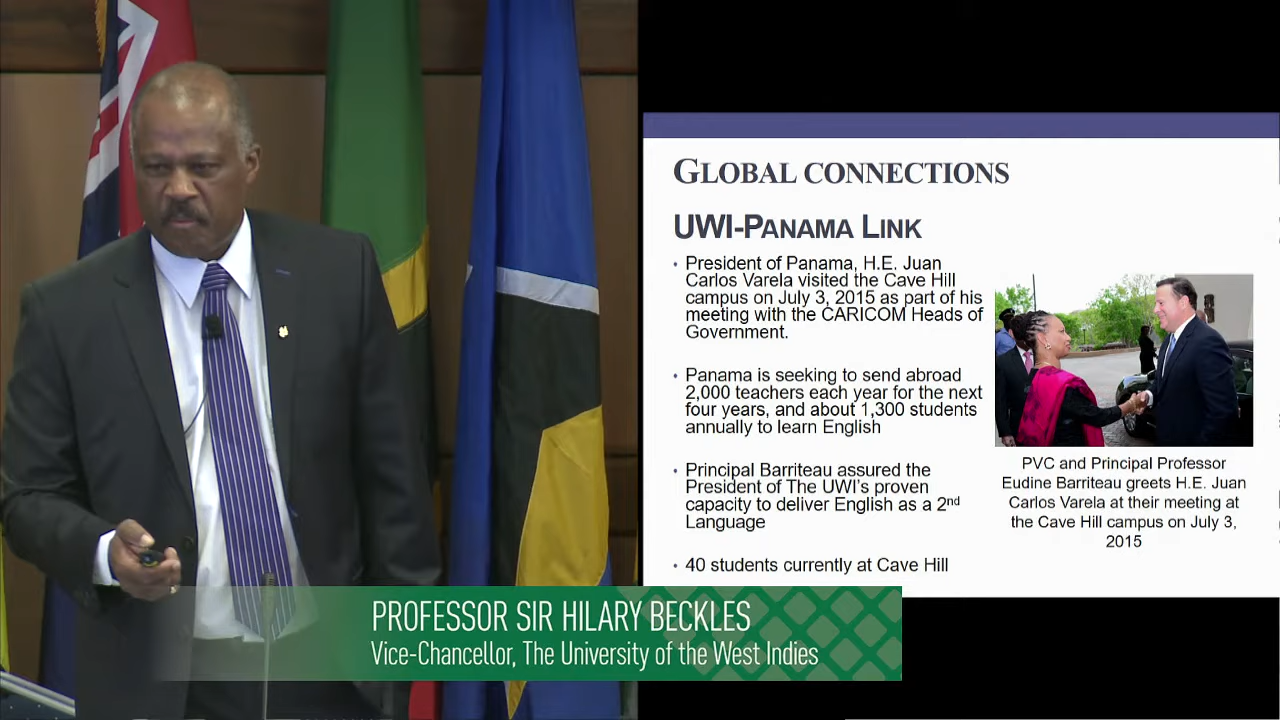 GLOBAL CONNECTIONS
UWI-PANAMA LINK
• President of Panama, H.E. Juan
Carlos Varela visited the Cave Hill
campus on July 3, 2015 as part of his
meeting with the CARICOM Heads of
Government.
• Panama is seeking to send abroad
2,000 teachers each year for the next
four years, and about 1,300 students
annually to learn English
• Principal Barriteau assured the
President of The UWI's proven
capacity to deliver English as a 2nd
Language
• 40 students currently at Cave Hill
PVC and Principal Professor
Eudine Barriteau greets H.E. Juan
Carlos Varela at their meeting at
the Cave Hill campus on July 3,
2015
PROFESSOR SIR HILARY BECKLES
Vice-Chancellor, The University of the West Indies